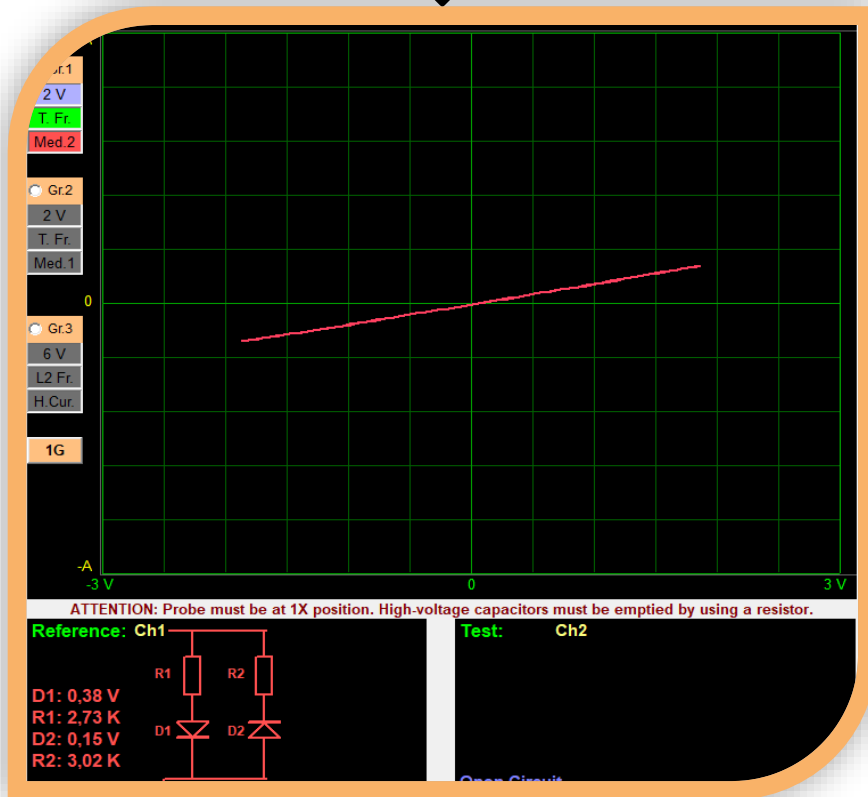 2 V
T. Fr.
Med.2
Gr.2
2 V
T. Fr.
Med.1
0
Gr.3
6 V
L2 Fr.
H.Cur.
1G
-A
-3 V 0 3 V
ATTENTION: Probe must be at 1X position. High-voltage capacitors must be emptied by using a resistor.
Reference: Ch1
R1 R2
D1: 0,38 V
R1: 2,73 K
D1 D2
D2: 0,15 V
R2: 3,02 K
Test: Ch2
Open Circuit